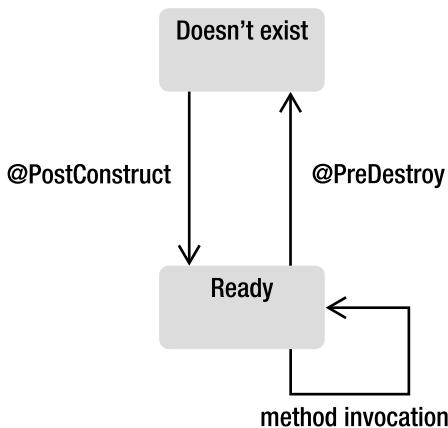 Doesn't exist
@PostConstruct
@PreDestroy
Ready
method invocation